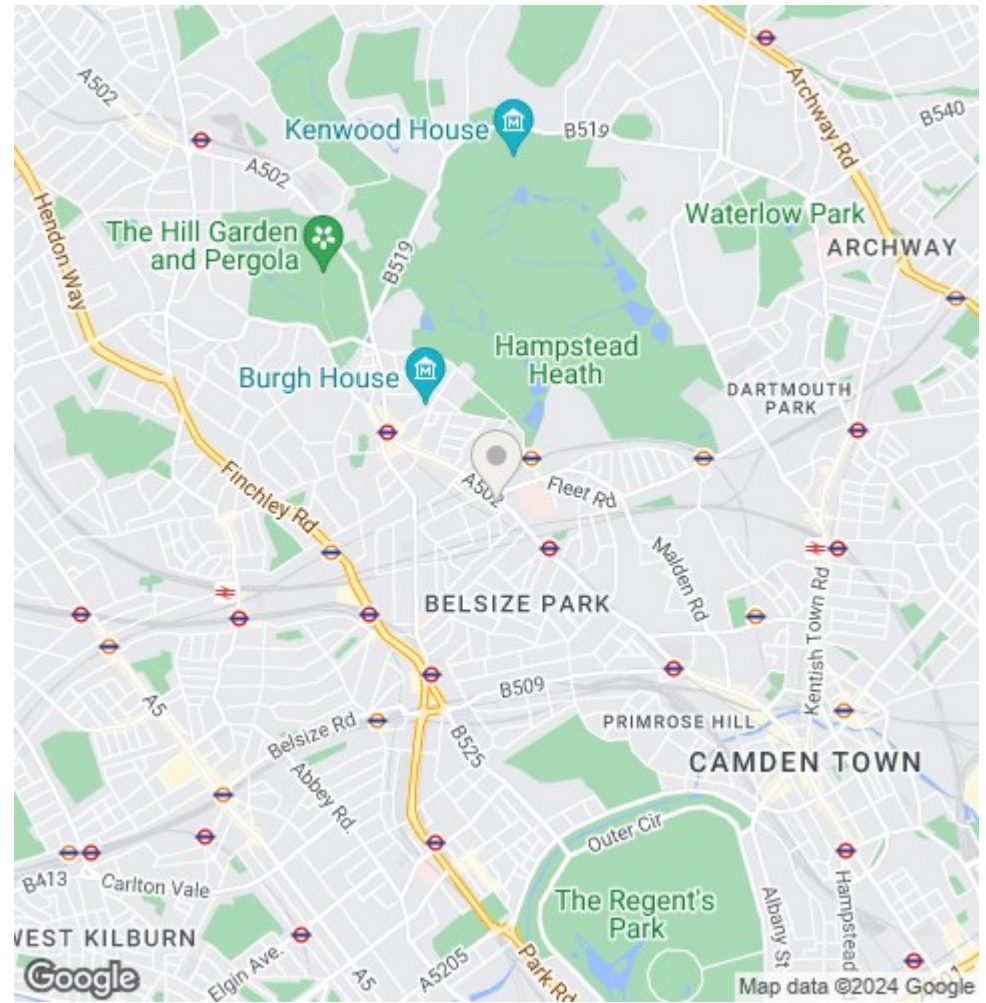 A502
Archway Rd
B540
Kenwood House
B519
A502
Hendon Way
The Hill Garden
and Pergola
B519
Waterlow Park
ARCHWAY
Hampstead
Heath
Burgh House
DARTMOUTH
PARK
A502
Fleet Rd
Finchley Rd
Malden Rd
Kentish Town Rd
BELSIZE PARK
A5
B509
Belsize Rd
B525
PRIMROSE HILL
CAMDEN TOWN
Abbey Rd.
Outer Cir
B413
Carlton Vale
The Regent's
Park
Albany St
Hampstead
WEST KILBURN
Elgin Ave.
A5
A5205
Park Rd
Google
Map data ©2024 Google